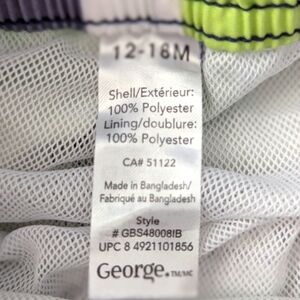 12-18M
Shell/Extérieur:
100% Polyester
Lining/doublure:
100% Polyester
CA# 51122
Made in Bangladesh/
Fabriqué au Bangladesh
Style
# GBS48008IB
UPC 8 4921101856
George.™/MC